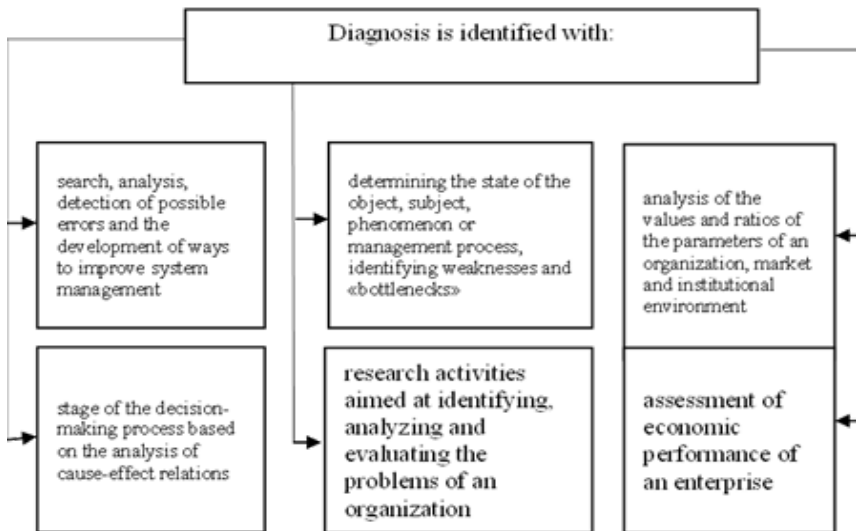 Diagnosis is identified with:
search, analysis,
detection of possible
errors and the
development of ways
to improve system
management
determining the state of the
object, subject,
phenomenon or
management process,
identifying weaknesses and
«bottlenecks»
analysis of the
values and ratios of
the parameters of an
organization, market
and institutional
environment
stage of the decision-
making process based
on the analysis of
cause-effect relations
research activities
aimed at identifying,
analyzing and
evaluating the
problems of an
organization
assessment of
economic
performance of
an enterprise